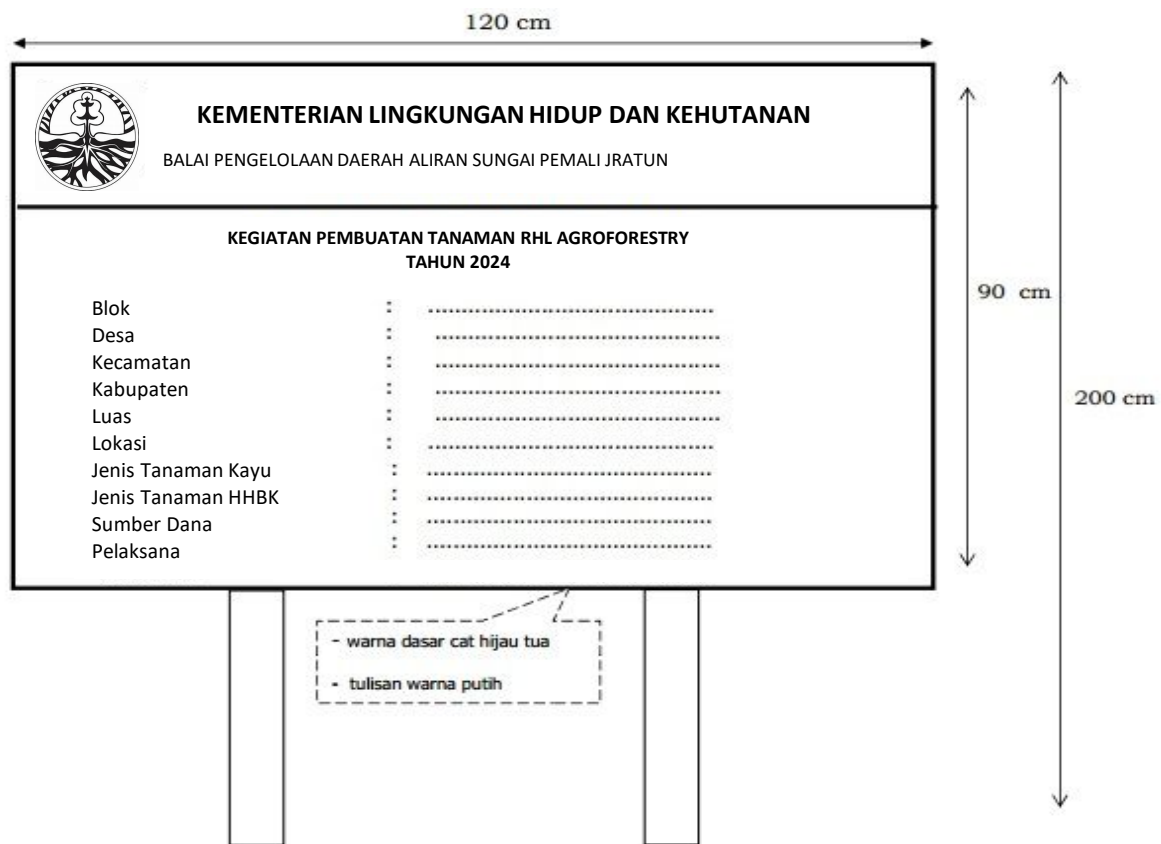 120 cm
KEMENTERIAN LINGKUNGAN HIDUP DAN KEHUTANAN
BALAI PENGELOLAAN DAERAH ALIRAN SUNGAI PEMALI JRATUN
KEGIATAN PEMBUATAN TANAMAN RHL AGROFORESTRY
TAHUN 2024
Blok : ............................................
Desa : ............................................
Kecamatan : ............................................
Kabupaten : ............................................
Luas : ............................................
Lokasi : ............................................
Jenis Tanaman Kayu : ............................................
Jenis Tanaman HHBK : ............................................
Sumber Dana : ............................................
Pelaksana : ............................................
90 cm
200 cm
- warna dasar cat hijau tua
- tulisan warna putih